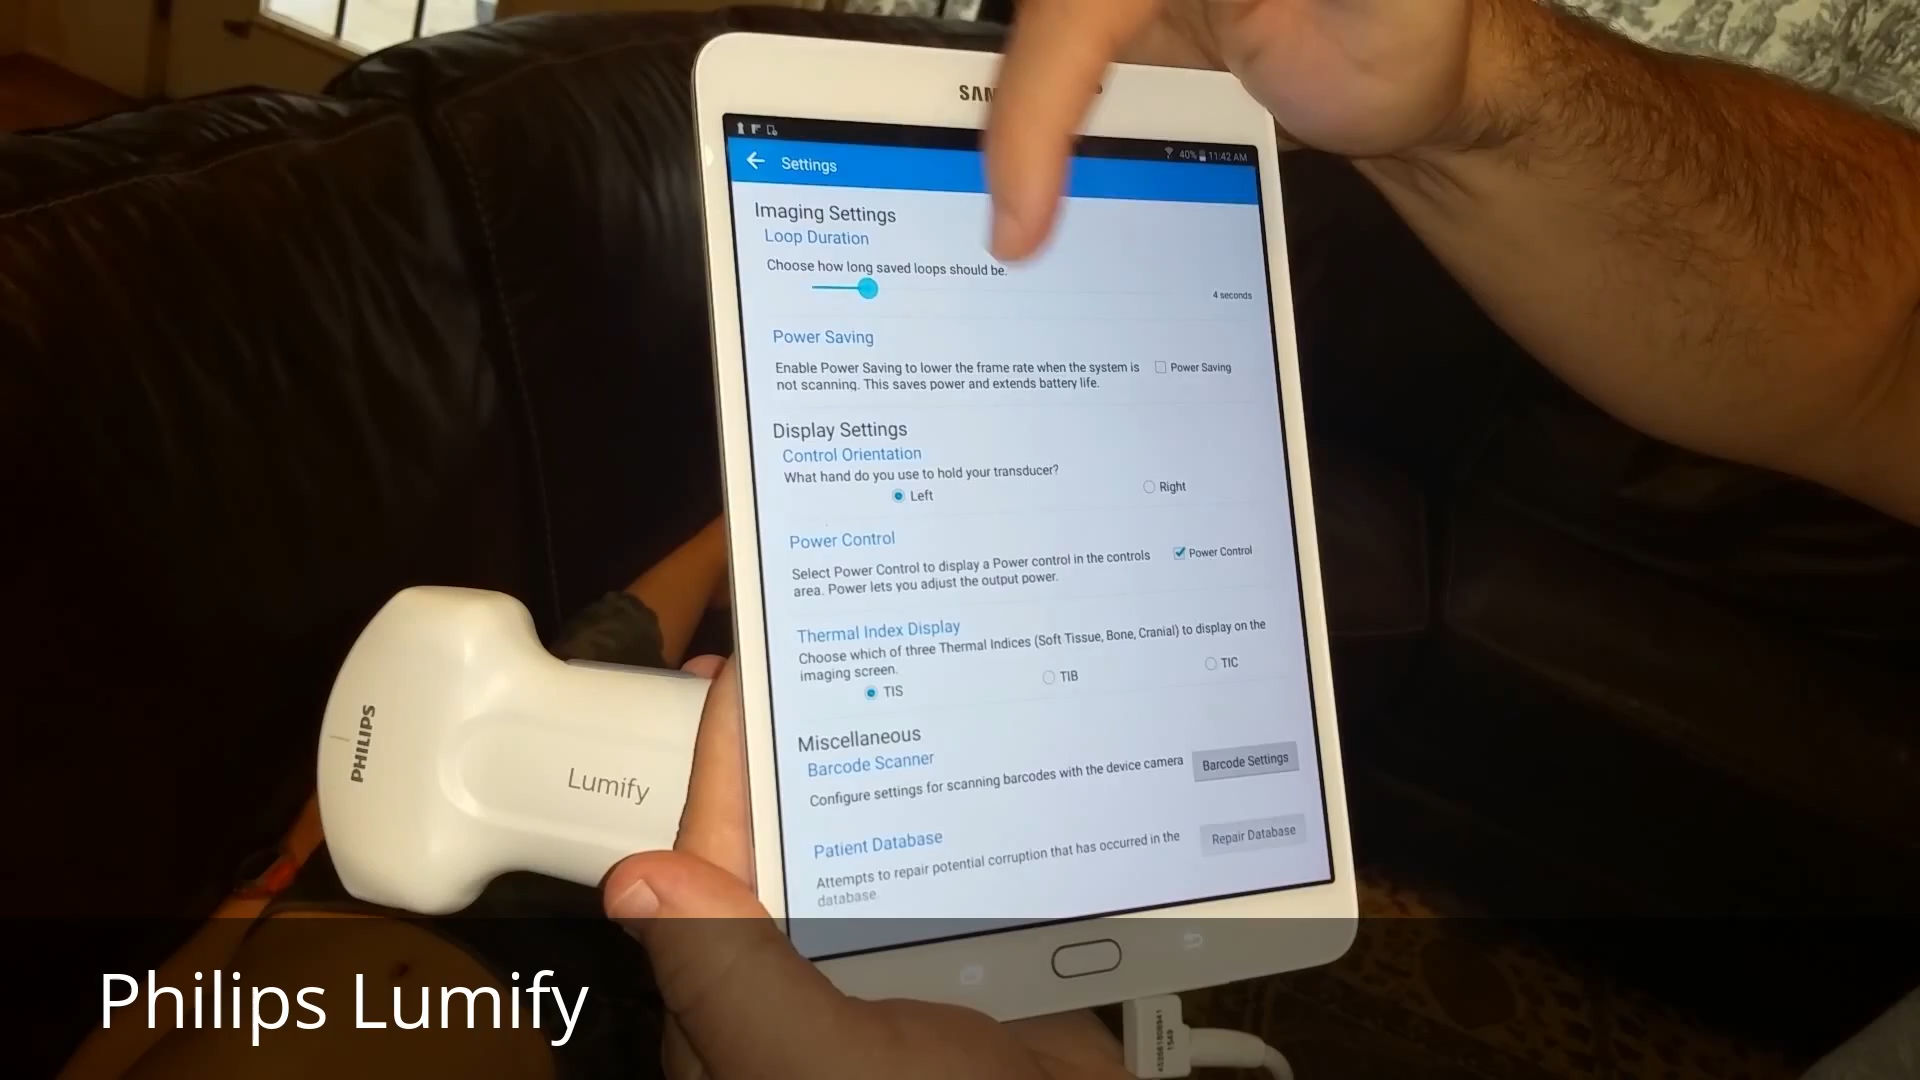 40% 11:42 AM
Settings
Imaging Settings
Loop Duration
Choose how long saved loops should be.
4 seconds
Power Saving
Enable Power Saving to lower the frame rate when the system is
not scanning. This saves power and extends battery life.
Power Saving
Display Settings
Control Orientation
What hand do you use to hold your transducer?
Left
Right
Power Control
Select Power Control to display a Power control in the controls
area. Power lets you adjust the output power.
Power Control
Thermal Index Display
Choose which of three Thermal Indices (Soft Tissue, Bone, Cranial) to display on the
imaging screen.
TIS
TIB
TIC
Miscellaneous
Barcode Scanner
Configure settings for scanning barcodes with the device camera
Barcode Settings
Patient Database
Attempts to repair potential corruption that has occurred in the
database.
Repair Database
PHILIPS
Lumify
Philips Lumify